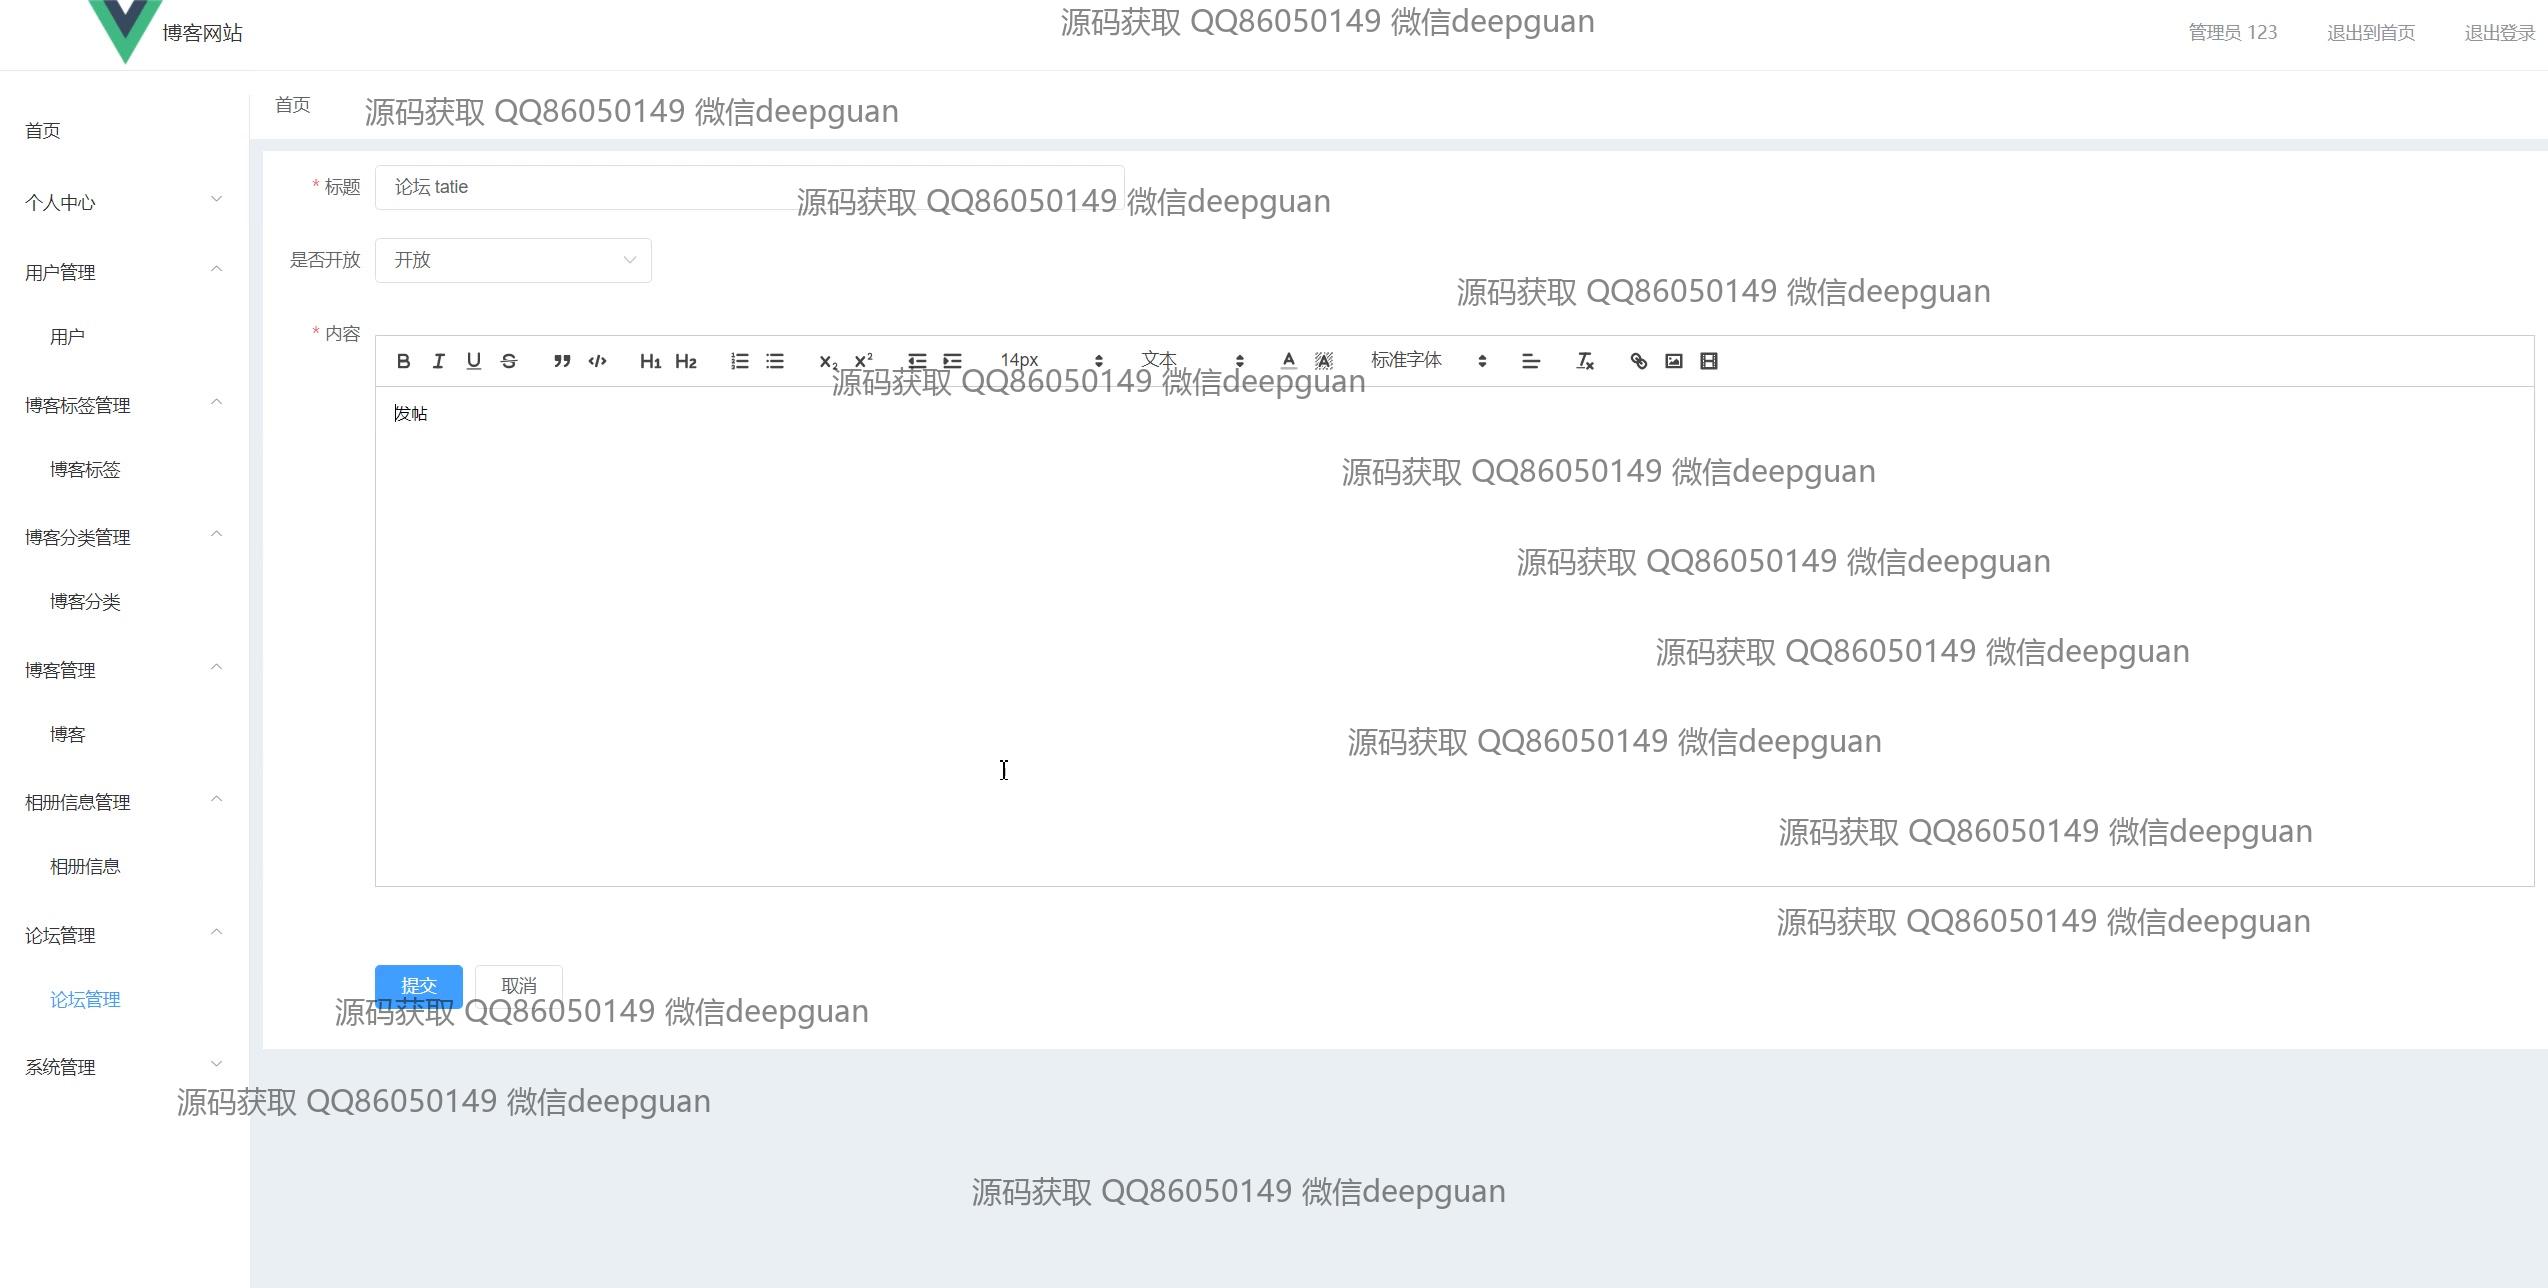 博客网站
源码获取 QQ86050149 微信deepguan
管理员 123
退出到首页
退出登录
首页
源码获取 QQ86050149 微信deepguan
首页
个人中心
用户管理
用户
博客标签管理
博客标签
博客分类管理
博客分类
博客管理
博客
相册信息管理
相册信息
论坛管理
论坛管理
系统管理
* 标题
论坛 tatie
源码获取 QQ86050149 微信deepguan
是否开放
开放
源码获取 QQ86050149 微信deepguan
* 内容
B I U S H1 H2 X2 X2 14px 文本 A A 标准字体
源码获取 QQ86050149 微信deepguan
发帖
源码获取 QQ86050149 微信deepguan
源码获取 QQ86050149 微信deepguan
源码获取 QQ86050149 微信deepguan
源码获取 QQ86050149 微信deepguan
源码获取 QQ86050149 微信deepguan
源码获取 QQ86050149 微信deepguan
提交
取消
源码获取 QQ86050149 微信deepguan
源码获取 QQ86050149 微信deepguan
源码获取 QQ86050149 微信deepguan